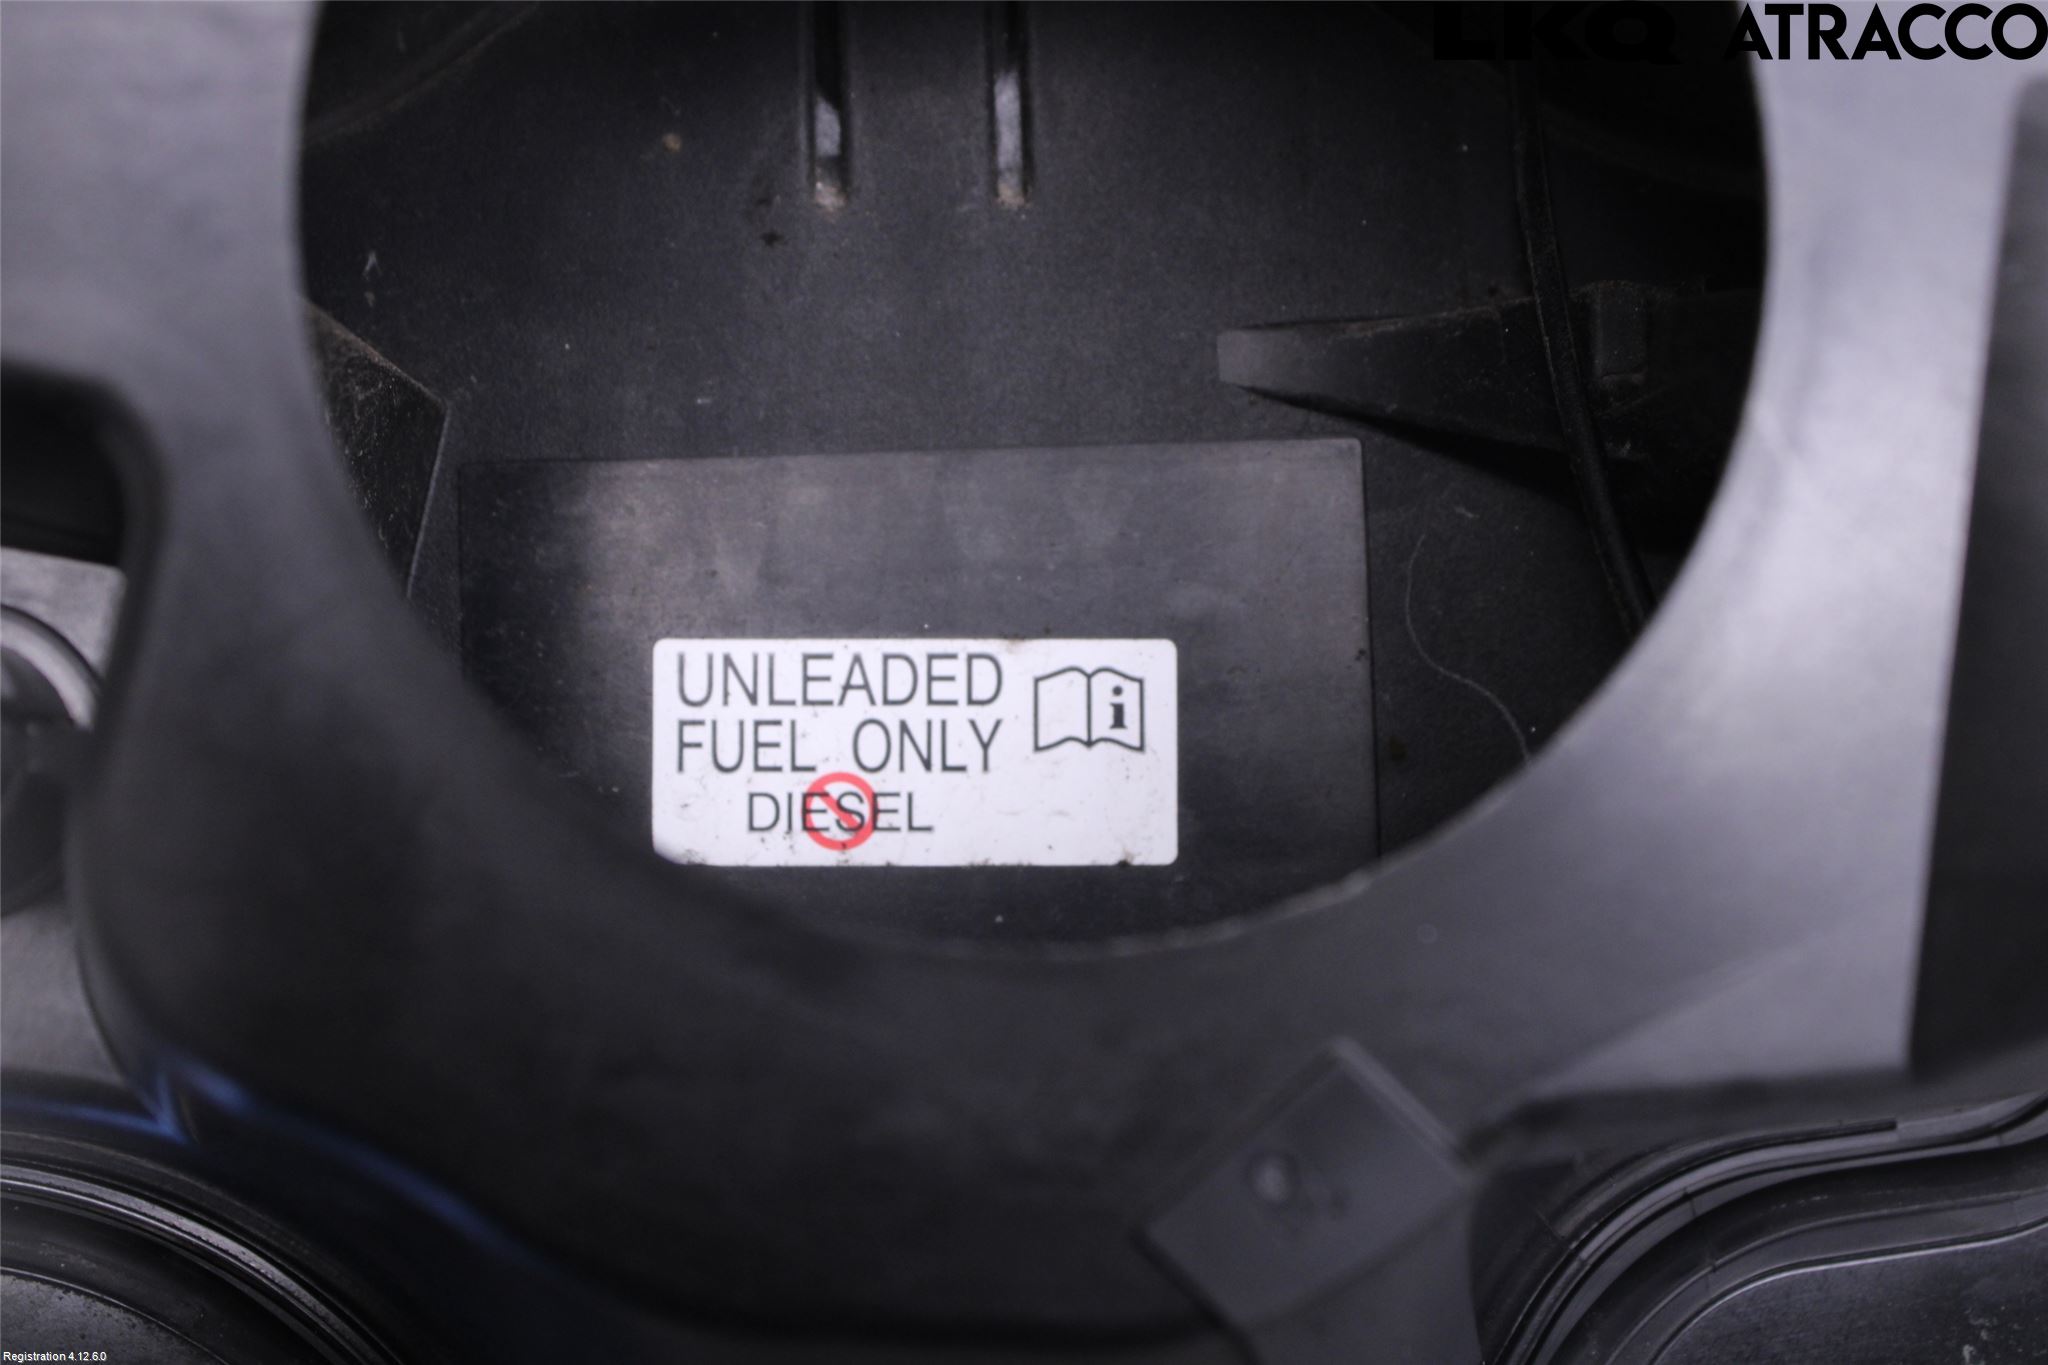 LKQ ATRACCO
UNLEADED
FUEL ONLY
i
DIESEL
Registration 4.12.6.0